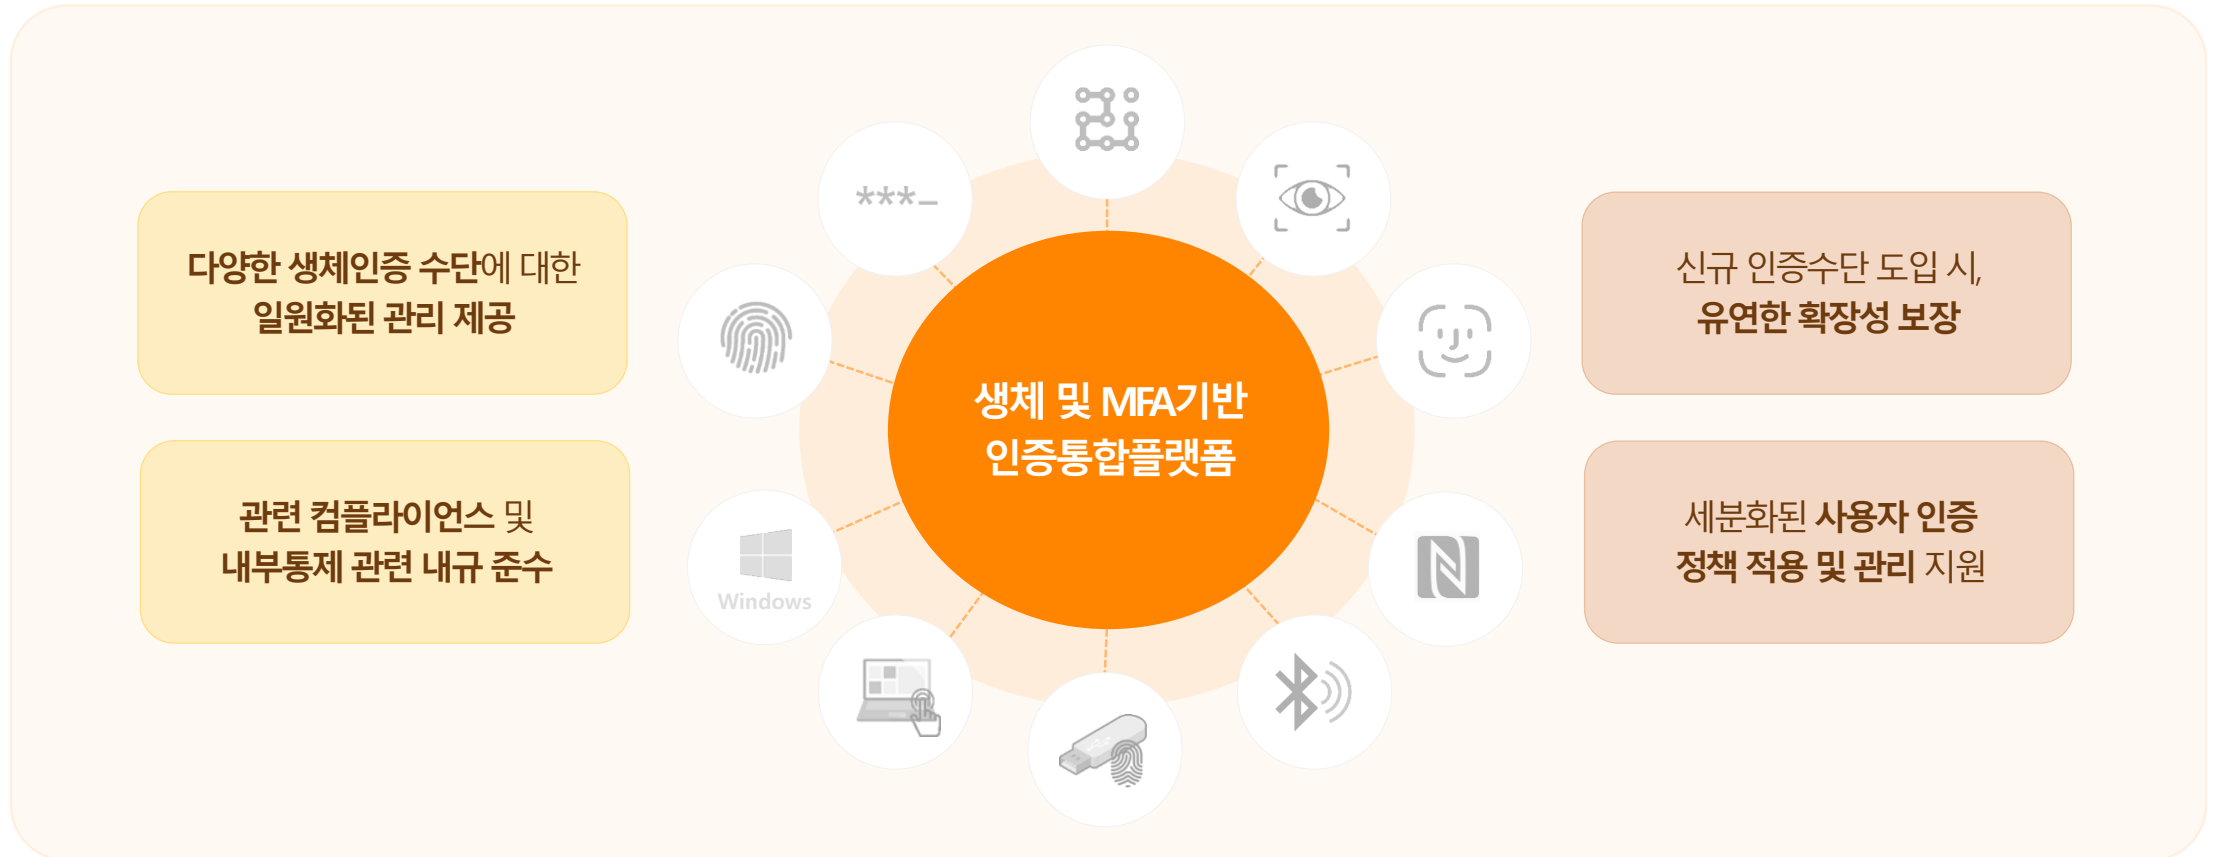 다양한 생체인증 수단에 대한
일원화된 관리 제공
관련 컴플라이언스 및
내부통제 관련 내규 준수
***–
Windows
생체 및 MFA기반
인증통합플랫폼
신규 인증수단 도입 시,
유연한 확장성 보장
세분화된 사용자 인증
정책 적용 및 관리 지원